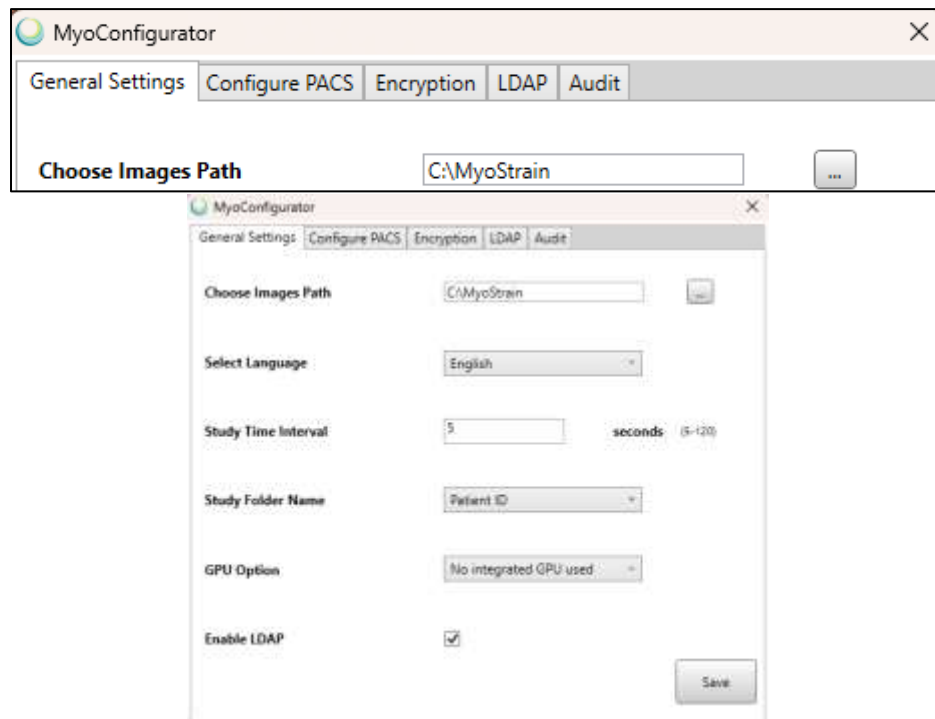 MyoConfigurator
General Settings Configure PACS Encryption LDAP Audit
Choose Images Path C:\MyoStrain ...
MyoConfigurator
General Settings Configure PACS Encryption LDAP Audit
Choose Images Path C:\MyoStrain ...
Select Language English
Study Time Interval 5 seconds (5-120)
Study Folder Name Patient ID
GPU Option No integrated GPU used
Enable LDAP
Save